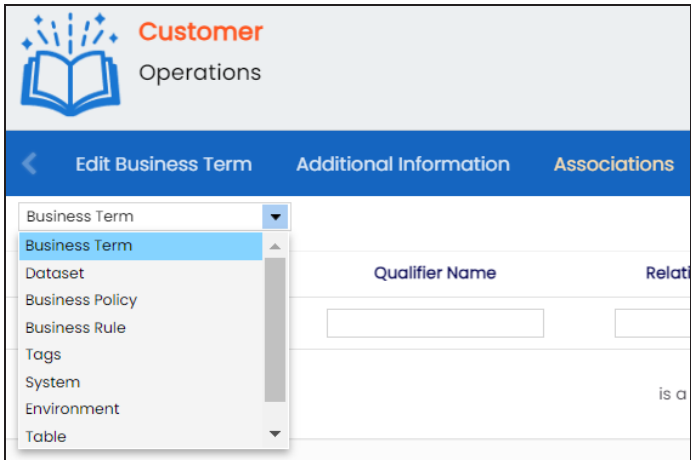 Customer
Operations
Edit Business Term Additional Information Associations
Business Term
Business Term
Dataset
Qualifier Name
Relati
Business Policy
Business Rule
Tags
System
is a
Environment
Table